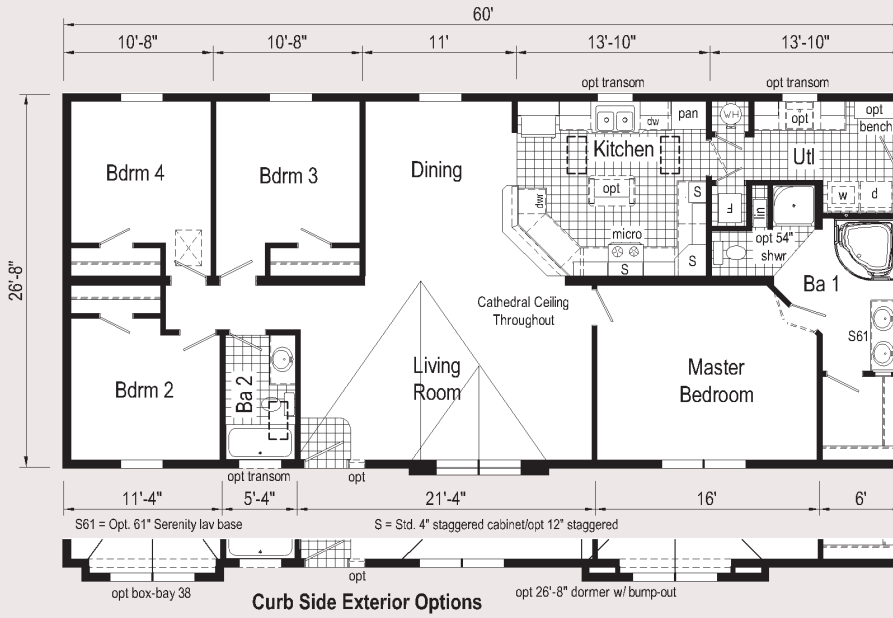 60'
10'-8"
10'-8"
11'
13'-10"
13'-10"
opt transom
opt transom
26'-8"
Bdrm 4
Bdrm 3
Dining
Kitchen
dw
pan
WH
opt
opt
bench
Utl
opt
dwr
S
F
lin
w
d
micro
S
S
opt 54"
shwr
Ba 1
Cathedral Ceiling
Throughout
S61
Bdrm 2
Ba 2
Living
Room
Master
Bedroom
opt transom
opt
11'-4"
5'-4"
21'-4"
16'
6'
S61 = Opt. 61" Serenity lav base
S = Std. 4" staggered cabinet/opt 12" staggered
opt
opt box-bay 38
opt 26'-8" dormer w/ bump-out
Curb Side Exterior Options